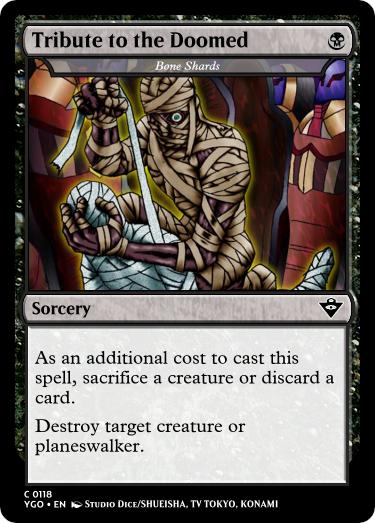 Tribute to the Doomed
Bone Shards
Sorcery
As an additional cost to cast this
spell, sacrifice a creature or discard a
card.
Destroy target creature or
planeswalker.
C 0118
YGO • EN Studio Dice/SHUEISHA, TV TOKYO, KONAMI